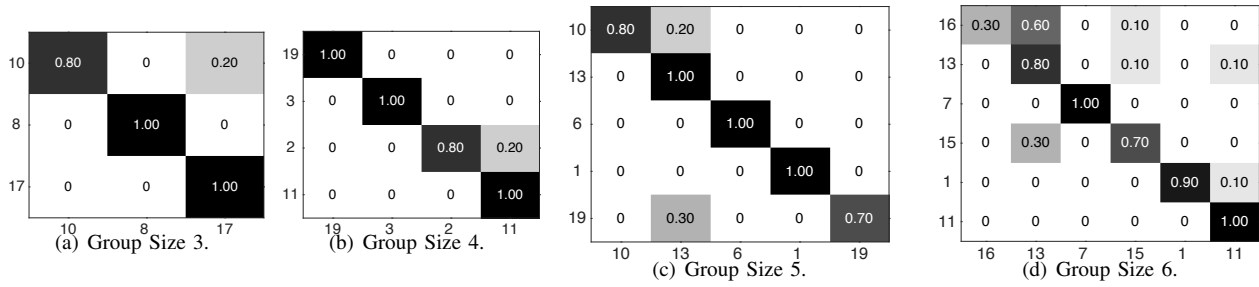 10 0.80 0 0.20
8 0 1.00 0
17 0 0 1.00
10 8 17
(a) Group Size 3.
19 1.00 0 0 0
3 0 1.00 0 0
2 0 0 0.80 0.20
11 0 0 0 1.00
19 3 2 11
(b) Group Size 4.
10 0.80 0.20 0 0 0
13 0 1.00 0 0 0
6 0 0 1.00 0 0
1 0 0 0 1.00 0
19 0 0.30 0 0 0.70
10 13 6 1 19
(c) Group Size 5.
16 0.30 0.60 0 0.10 0 0
13 0 0.80 0 0.10 0 0.10
7 0 0 1.00 0 0 0
15 0 0.30 0 0.70 0 0
1 0 0 0 0 0.90 0.10
11 0 0 0 0 0 1.00
16 13 7 15 1 11
(d) Group Size 6.